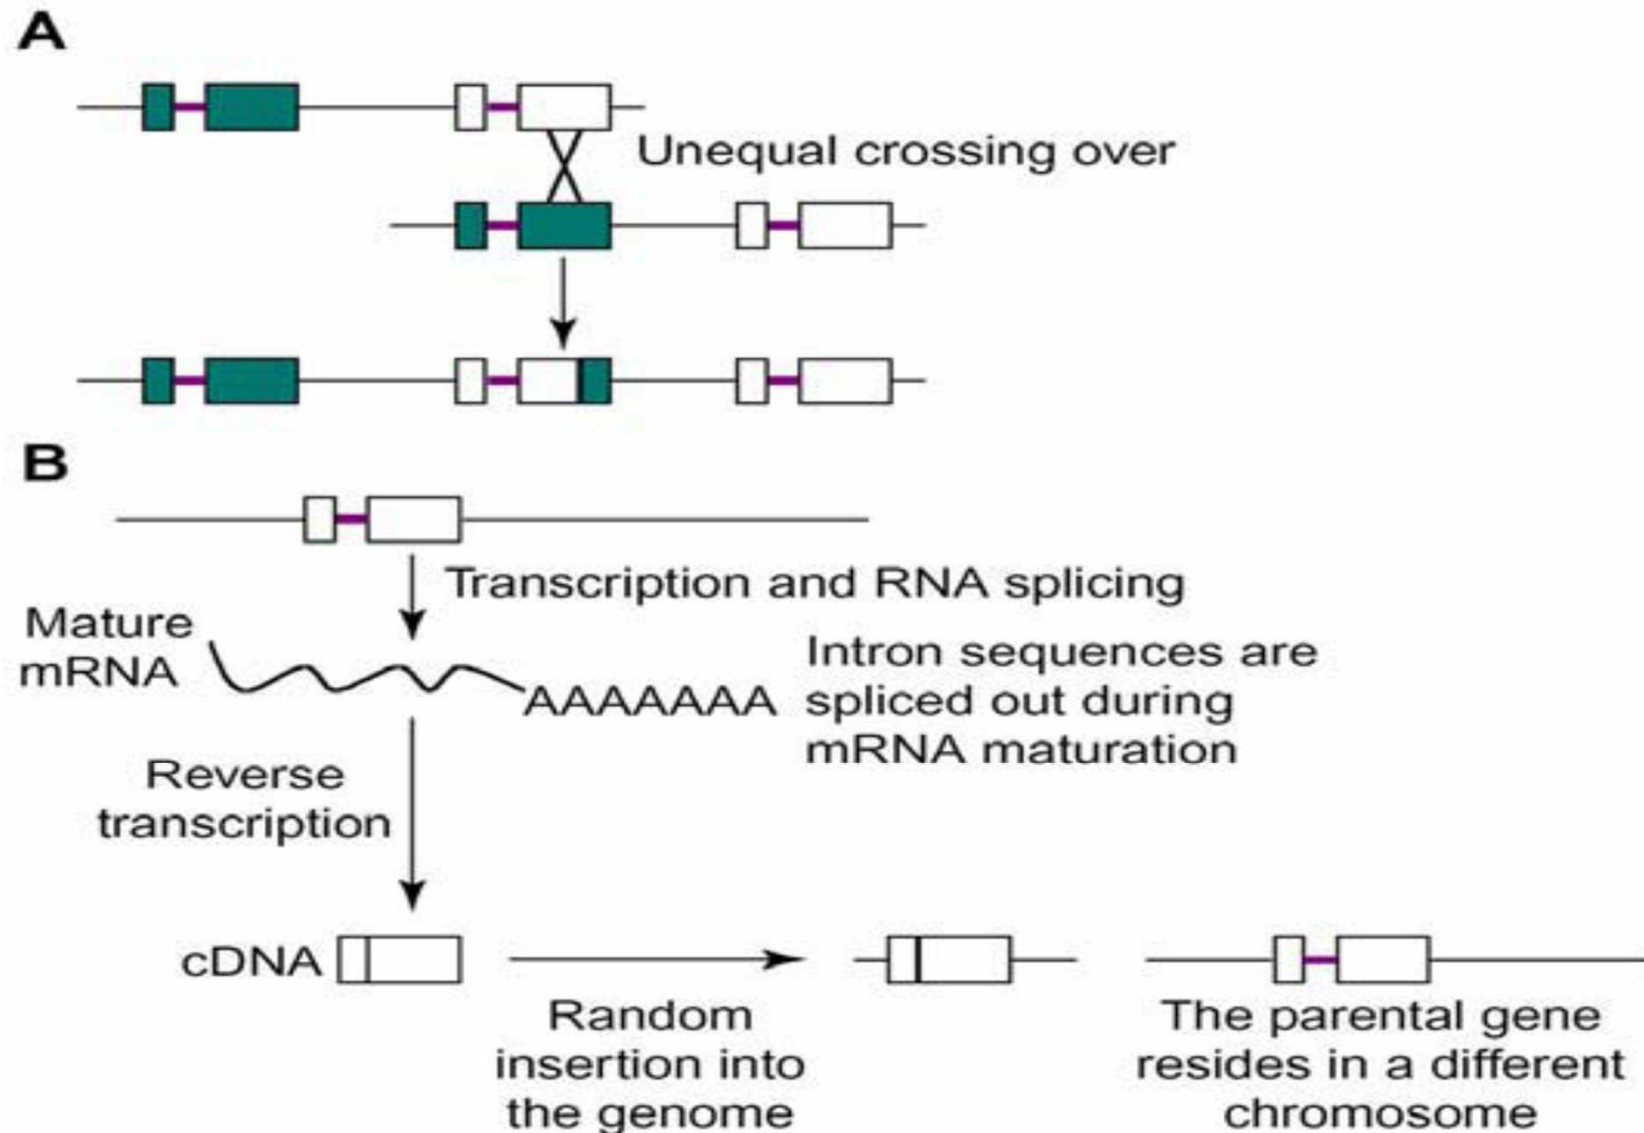 A
Unequal crossing over
B
Transcription and RNA splicing
Mature
mRNA
AAAAAAA
Intron sequences are
spliced out during
mRNA maturation
Reverse
transcription
cDNA
Random
insertion into
the genome
The parental gene
resides in a different
chromosome